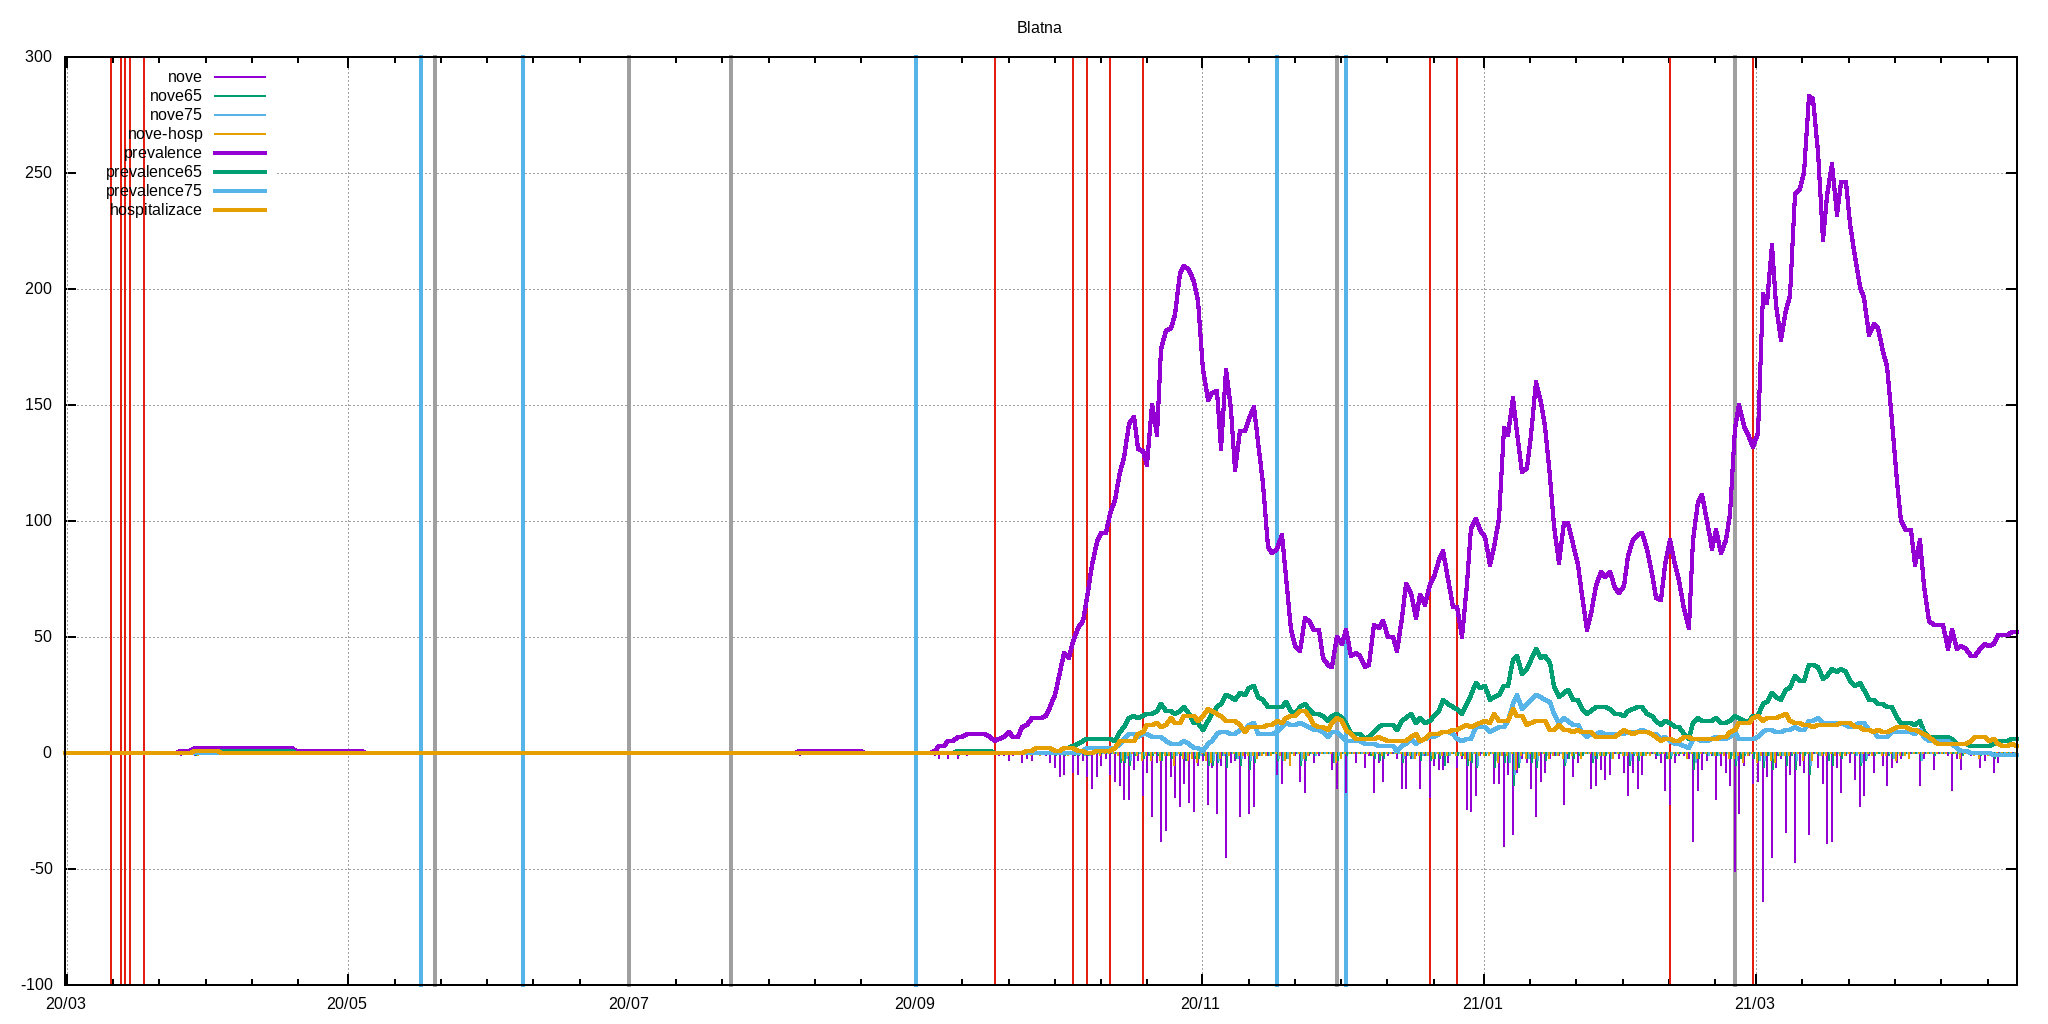 Blatna
300
250
200
150
100
50
0
-50
-100
nove
nove65
nove75
nove-hosp
prevalence
prevalence65
prevalence75
hospitalizace
20/03
20/05
20/07
20/09
20/11
21/01
21/03